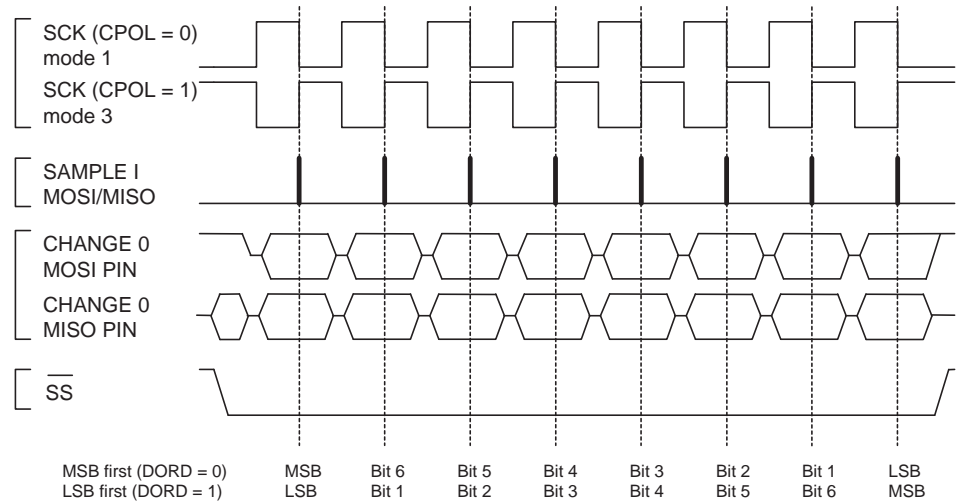 SCK (CPOL = 0)
mode 1
SCK (CPOL = 1)
mode 3
SAMPLE I
MOSI/MISO
CHANGE 0
MOSI PIN
CHANGE 0
MISO PIN
SS
MSB first (DORD = 0) MSB Bit 6 Bit 5 Bit 4 Bit 3 Bit 2 Bit 1 LSB
LSB first (DORD = 1) LSB Bit 1 Bit 2 Bit 3 Bit 4 Bit 5 Bit 6 MSB